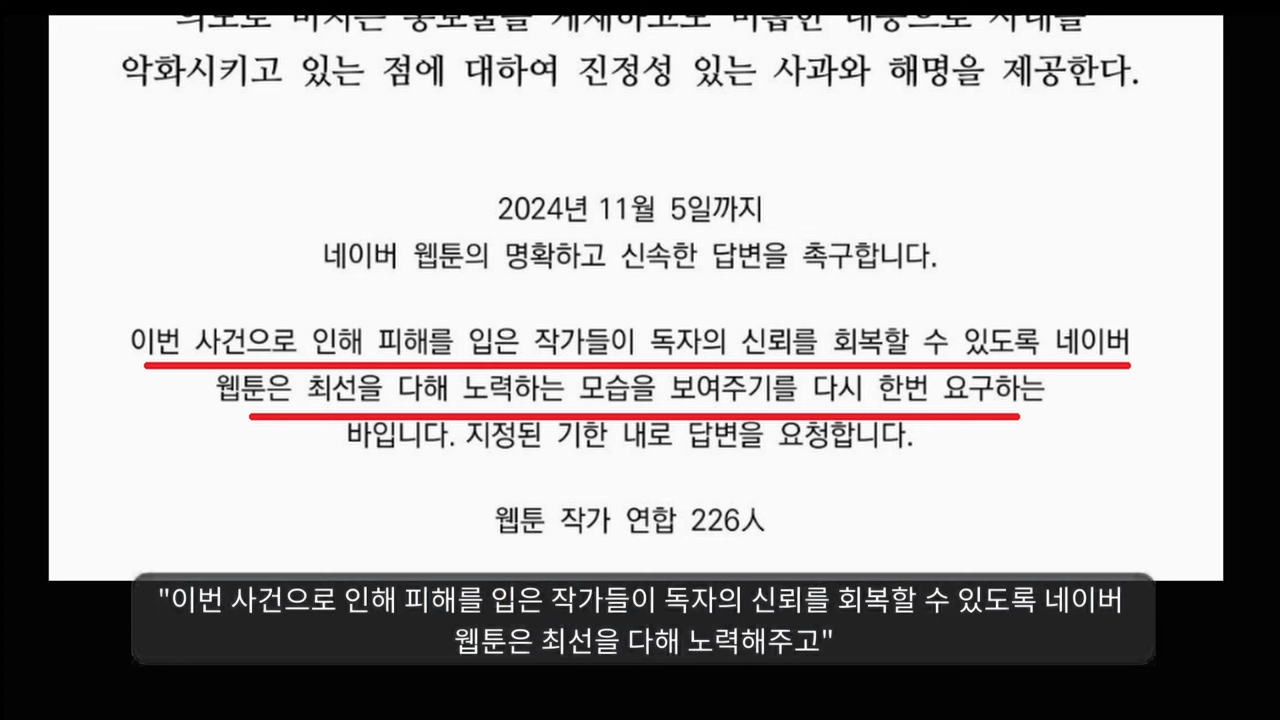 악화시키고 있는 점에 대하여 진정성 있는 사과와 해명을 제공한다.
2024년 11월 5일까지
네이버 웹툰의 명확하고 신속한 답변을 촉구합니다.
이번 사건으로 인해 피해를 입은 작가들이 독자의 신뢰를 회복할 수 있도록 네이버
웹툰은 최선을 다해 노력하는 모습을 보여주기를 다시 한번 요구하는
바입니다. 지정된 기한 내로 답변을 요청합니다.
웹툰 작가 연합 226人
"이번 사건으로 인해 피해를 입은 작가들이 독자의 신뢰를 회복할 수 있도록 네이버
웹툰은 최선을 다해 노력해주고"